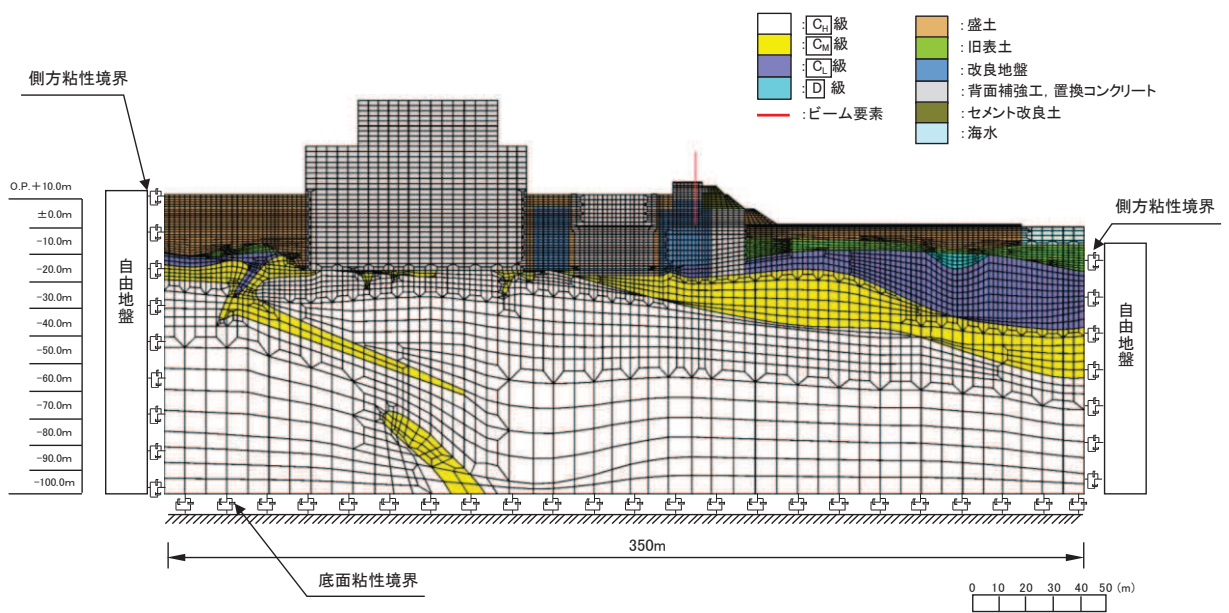 :C_H級
:C_M級
:C_L級
:D 級
:ビーム要素
:盛土
:旧表土
:改良地盤
:背面補強工, 置換コンクリート
:セメント改良土
:海水
側方粘性境界
O.P.+10.0m
±0.0m
-10.0m
-20.0m
-30.0m
-40.0m
-50.0m
-60.0m
-70.0m
-80.0m
-90.0m
-100.0m
自由地盤
側方粘性境界
自由地盤
350m
底面粘性境界
0 10 20 30 40 50 (m)